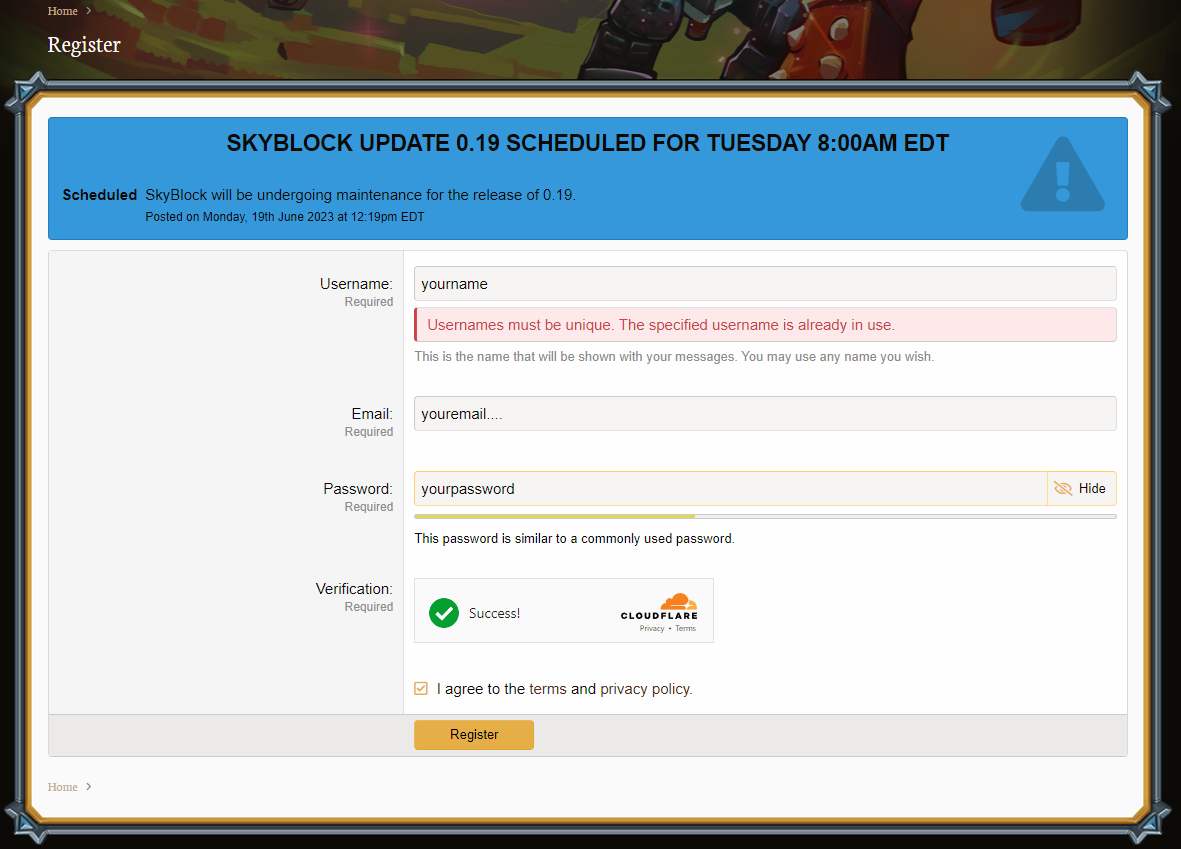 Home
Register
SKYBLOCK UPDATE 0.19 SCHEDULED FOR TUESDAY 8:00AM EDT
Scheduled SkyBlock will be undergoing maintenance for the release of 0.19.
Posted on Monday, 19th June 2023 at 12:19pm EDT
Username: yourname
Required
Usernames must be unique. The specified username is already in use.
This is the name that will be shown with your messages. You may use any name you wish.
Email: youremail....
Required
Password: yourpassword Hide
Required
This password is similar to a commonly used password.
Verification:
Required
Success!
CLOUDFLARE
Privacy • Terms
I agree to the terms and privacy policy.
Register
Home